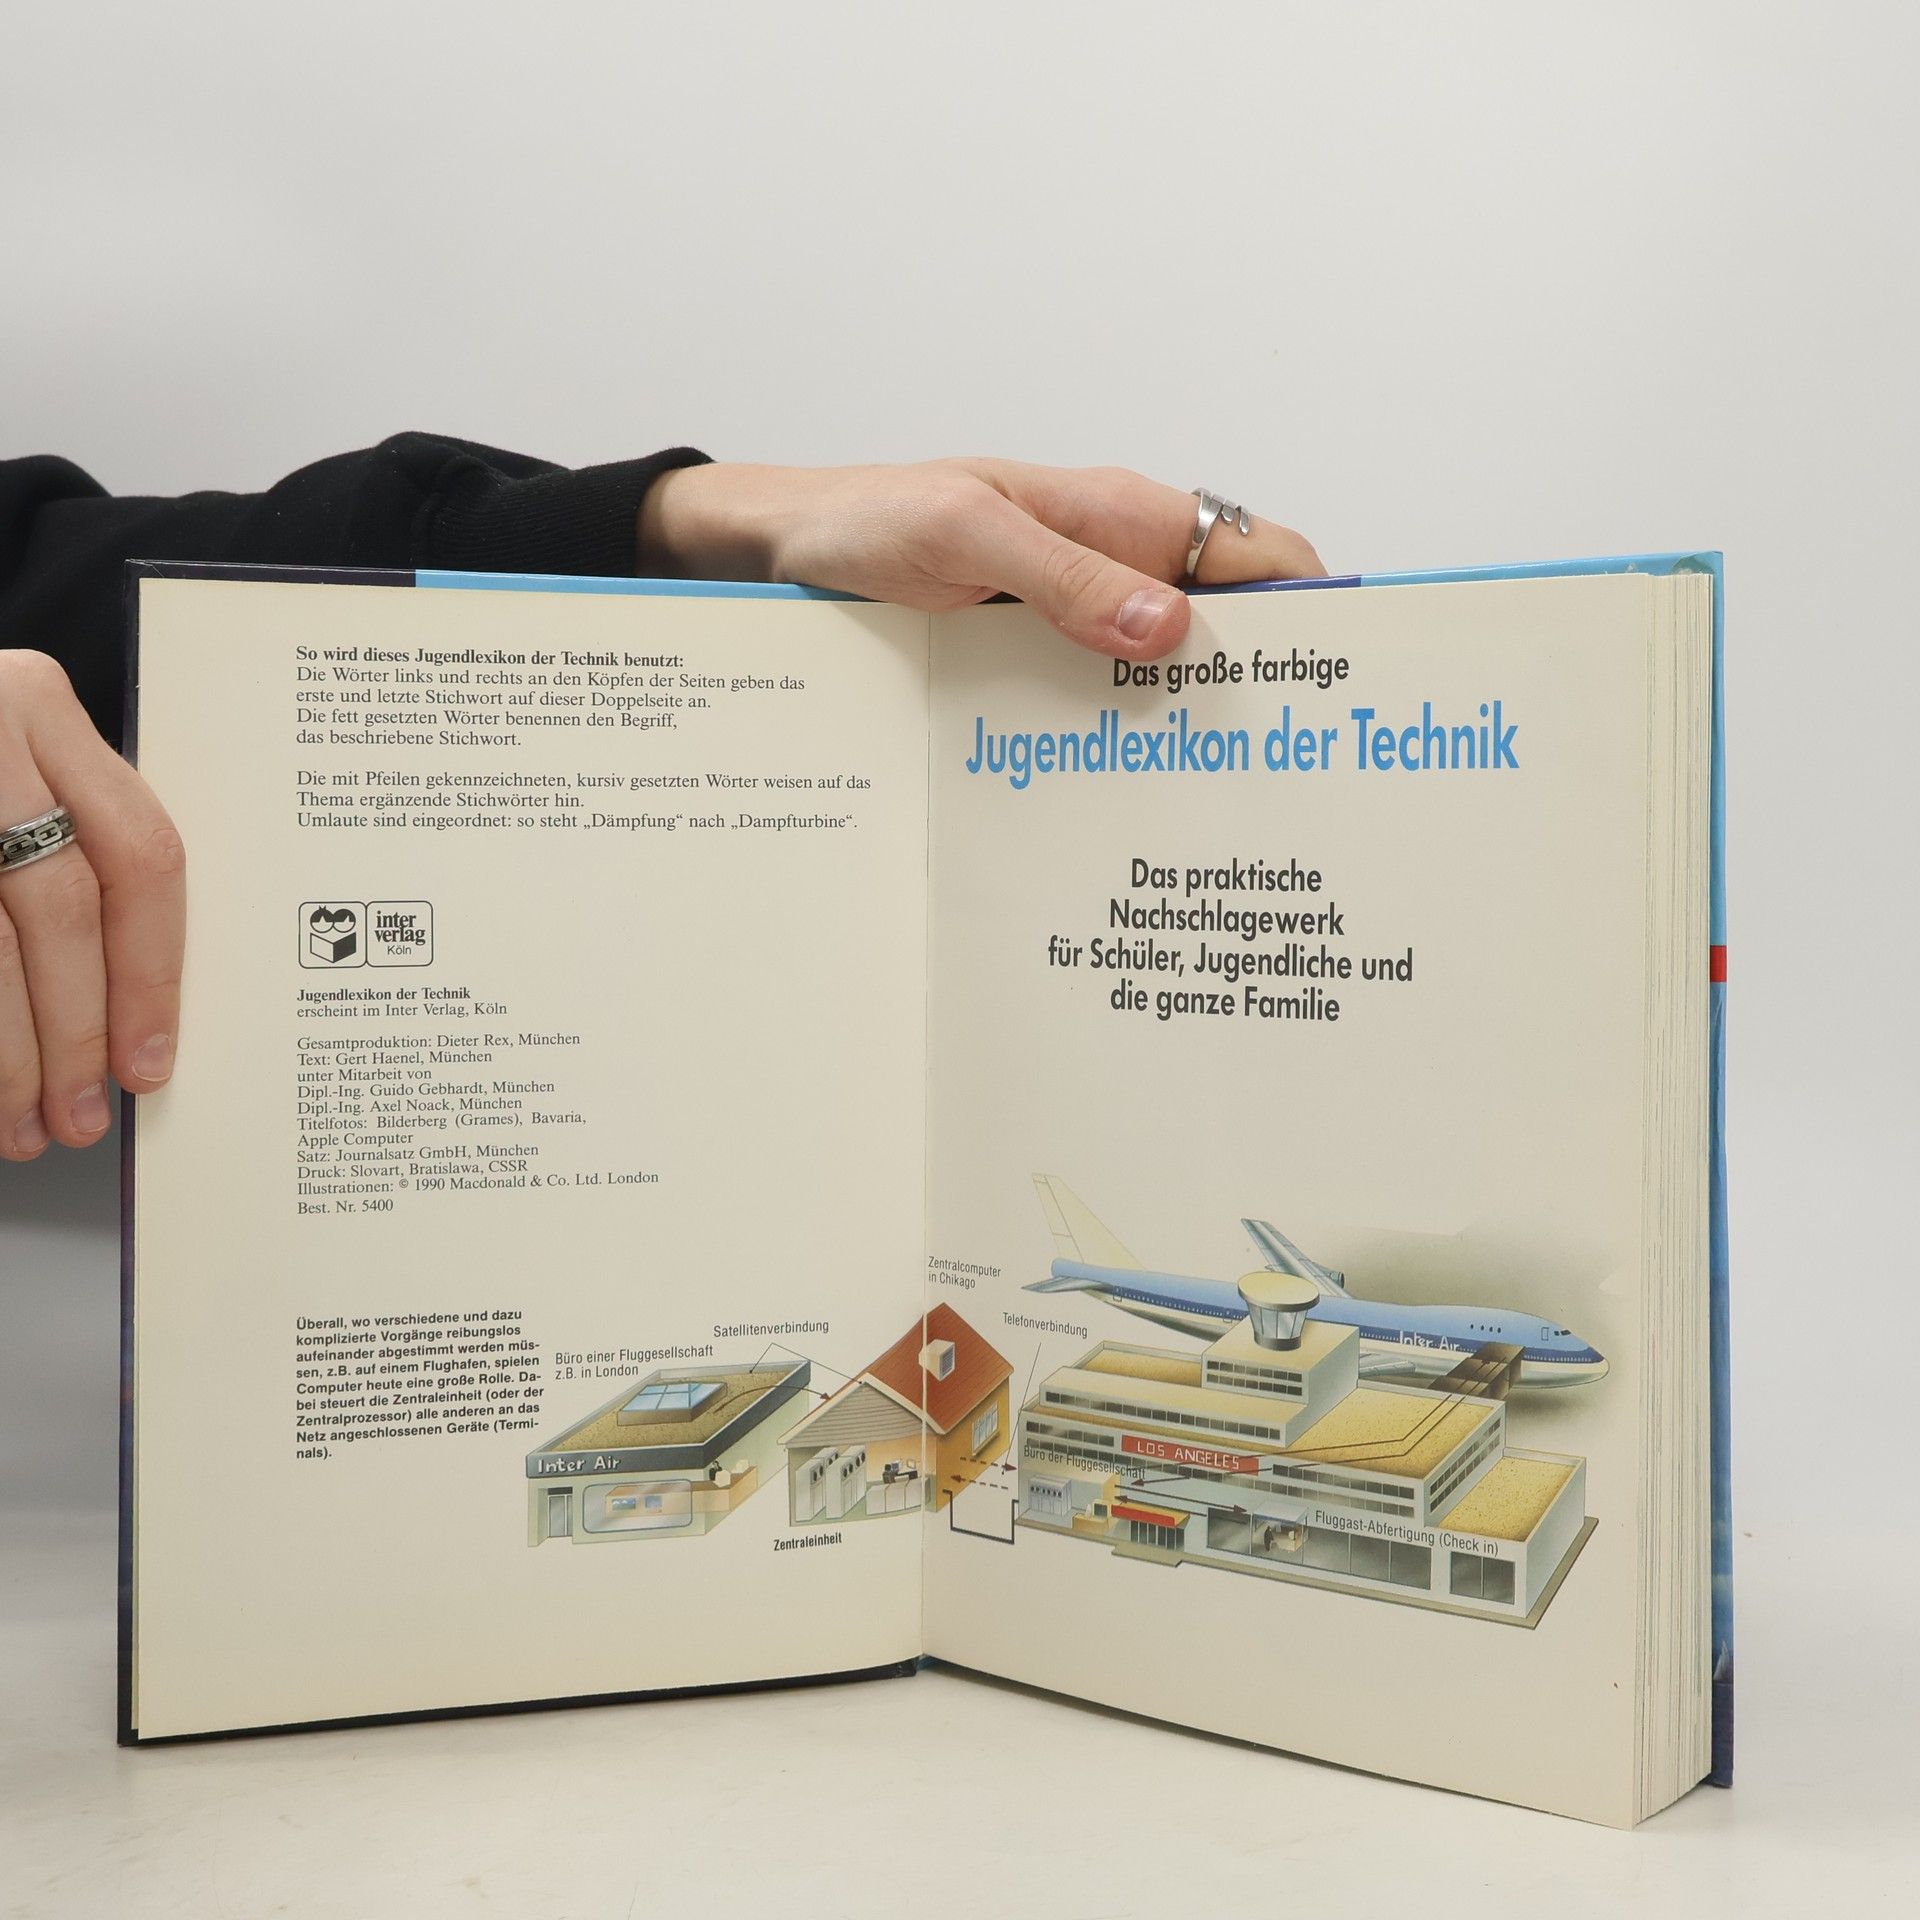 So wird dieses Jugendlexikon der Technik benutzt:
Die Wörter links und rechts an den Köpfen der Seiten geben das
erste und letzte Stichwort auf dieser Doppelseite an.
Die fett gesetzten Wörter benennen den Begriff,
das beschriebene Stichwort.
Die mit Pfeilen gekennzeichneten, kursiv gesetzten Wörter weisen auf das
Thema ergänzende Stichwörter hin.
Umlaute sind eingeordnet: so steht „Dämpfung“ nach „Dampfturbine“.
inter
verlag
Köln
Jugendlexikon der Technik
erscheint im Inter Verlag, Köln
Gesamtproduktion: Dieter Rex, München
Text: Gert Haenel, München
unter Mitarbeit von
Dipl.-Ing. Guido Gebhardt, München
Dipl.-Ing. Axel Noack, München
Titelfotos: Bilderberg (Grames), Bavaria,
Apple Computer
Satz: Journalsatz GmbH, München
Druck: Slovart, Bratislawa, CSSR
Illustrationen: © 1990 Macdonald & Co. Ltd. London
Best. Nr. 5400
Überall, wo verschiedene und dazu
komplizierte Vorgänge reibungslos
aufeinander abgestimmt werden müs-
sen, z.B. auf einem Flughafen, spielen
Computer heute eine große Rolle. Da-
bei steuert die Zentraleinheit (oder der
Zentralprozessor) alle anderen an das
Netz angeschlossenen Geräte (Termi-
nals).
Büro einer Fluggesellschaft
z.B. in London
Satellitenverbindung
Inter Air
Zentraleinheit
Das große farbige
Jugendlexikon der Technik
Das praktische
Nachschlagewerk
für Schüler, Jugendliche und
die ganze Familie
Zentralcomputer
in Chikago
Telefonverbindung
Inter Air
LOS ANGELES
Büro der Fluggesellschaft
Fluggast-Abfertigung (Check in)